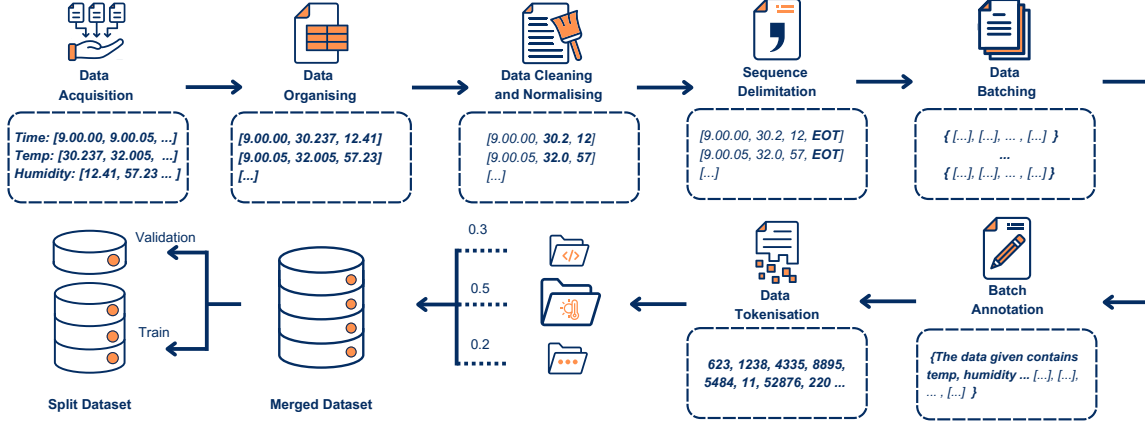 Data
Acquisition
Time: [9.00.00, 9.00.05, ...]
Temp: [30.237, 32.005, ...]
Humidity: [12.41, 57.23 ... ]
Data
Organising
[9.00.00, 30.237, 12.41]
[9.00.05, 32.005, 57.23]
[...]
Data Cleaning
and Normalising
[9.00.00, 30.2, 12]
[9.00.05, 32.0, 57]
[...]
Sequence
Delimitation
[9.00.00, 30.2, 12, EOT]
[9.00.05, 32.0, 57, EOT]
[...]
Data
Batching
{ [...], [...], ... , [...] }
...
{ [...], [...], ... , [...] }
Batch
Annotation
{The data given contains
temp, humidity ... [...], [...],
... , [...] }
Data
Tokenisation
623, 1238, 4335, 8895,
5484, 11, 52876, 220 ...
0.3
0.5
0.2
Merged Dataset
Validation
Train
Split Dataset